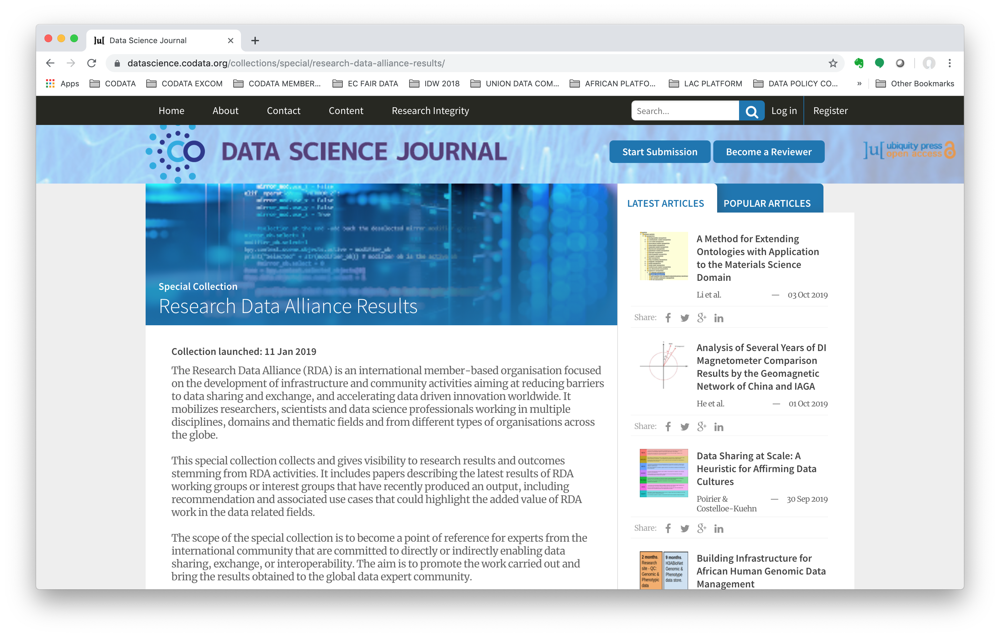 ]u[ Data Science Journal
datascience.codata.org/collections/special/research-data-alliance-results/
Apps CODATA CODATA EXCOM CODATA MEMBER... EC FAIR DATA IDW 2018 UNION DATA COM... AFRICAN PLATFO... LAC PLATFORM DATA POLICY CO... » Other Bookmarks
Home About Contact Content Research Integrity Search... Log in Register
CO DATA SCIENCE JOURNAL
Start Submission Become a Reviewer
]u[ ubiquity press
open access
mirror_mod.use_y = False
mirror_mod.use_z = True
Special Collection
Research Data Alliance Results
Collection launched: 11 Jan 2019
The Research Data Alliance (RDA) is an international member-based organisation focused
on the development of infrastructure and community activities aiming at reducing barriers
to data sharing and exchange, and accelerating data driven innovation worldwide. It
mobilizes researchers, scientists and data science professionals working in multiple
disciplines, domains and thematic fields and from different types of organisations across
the globe.
This special collection collects and gives visibility to research results and outcomes
stemming from RDA activities. It includes papers describing the latest results of RDA
working groups or interest groups that have recently produced an output, including
recommendation and associated use cases that could highlight the added value of RDA
work in the data related fields.
The scope of the special collection is to become a point of reference for experts from the
international community that are committed to directly or indirectly enabling data
sharing, exchange, or interoperability. The aim is to promote the work carried out and
bring the results obtained to the global data expert community.
LATEST ARTICLES POPULAR ARTICLES
A Method for Extending
Ontologies with Application
to the Materials Science
Domain
Li et al. — 03 Oct 2019
Share:
Analysis of Several Years of DI
Magnetometer Comparison
Results by the Geomagnetic
Network of China and IAGA
He et al. — 01 Oct 2019
Share:
Data Sharing at Scale: A
Heuristic for Affirming Data
Cultures
Poirier & — 30 Sep 2019
Costelloe-Kuehn
Share:
2 months.
Research
site - QC:
Genomic &
Phenotypic
data
9 months.
H3ABioNet
Genomic &
Phenotype
data store.
Building Infrastructure for
African Human Genomic Data
Management